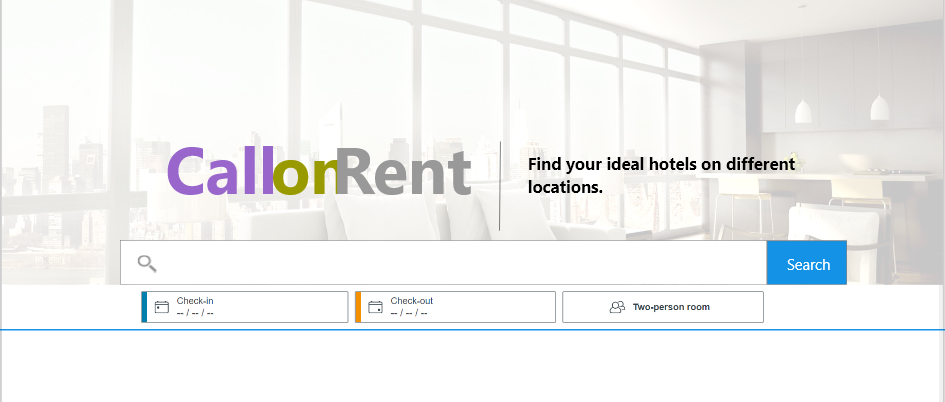 CallonRent
Find your ideal hotels on different
locations.
Search
Check-in
-- / -- / --
Check-out
-- / -- / --
Two-person room